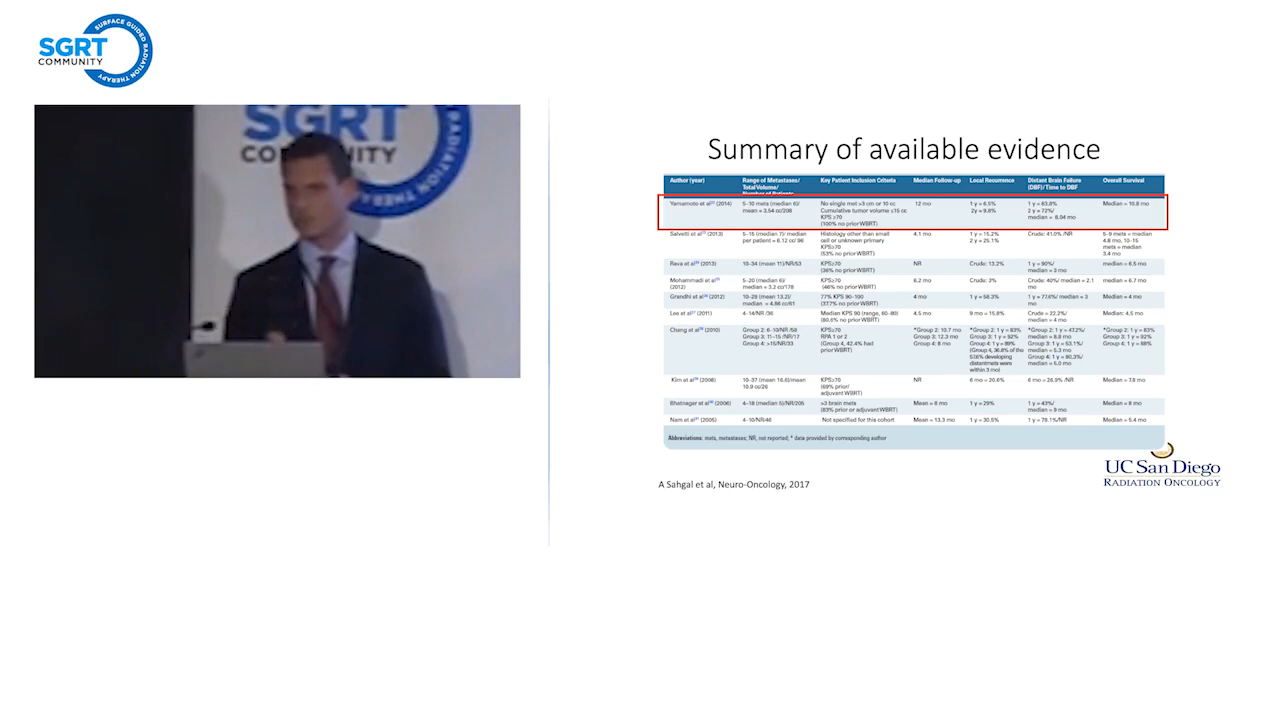 SURFACE GUIDED RADIATION THERAPY
SGRT
COMMUNITY
SGRT
COMMUNITY
RADIATION
Summary of available evidence
Author (year) Range of Metastases/ Key Patient Inclusion Criteria Median Follow-up Local Recurrence Distant Brain Failure Overall Survival
Total Volume/ (DBF)/Time to DBF
Number of Patients
Yamamoto et al (2014) 5–10 mets (median 6)/ No single met >3 cm or 10 cc 12 mo 1 y = 6.5% 1 y = 63.8% Median = 10.8 mo
mean = 3.54 cc/208 Cumulative tumor volume ≤15 cc 2y = 9.8% 2 y = 72%/
KPS ≥70 median = 8.04 mo
(100% no prior WBRT)
Salvetti et al (2013) 5–15 (median 7)/ median Histology other than small 4.1 mo 1 y = 15.2% Crude: 41.0% /NR 5–9 mets = median
per patient = 6.12 cc/ 96 cell or unknown primary 2 y = 25.1% 4.8 mo, 10–15
KPS>70 mets = median
(53% no prior WBRT) 3.4 mo
Rava et al (2013) 10–34 (mean 11)/NR/53 KPS≥70 NR Crude: 13.2% 1 y = 90%/ median = 6.5 mo
(36% no prior WBRT) median = 3 mo
Mohammadi et al 5–20 (median 6)/ KPS≥70 6.2 mo Crude: 3% Crude: 40%/ median = 2.1 median = 6.7 mo
(2012) median = 3.2 cc/178 (46% no prior WBRT) mo
Grandhi et al (2012) 10–28 (mean 13.2)/ 77% KPS 90–100 4 mo 1 y = 58.3% 1 y = 77.6%/ median = 3 Median = 4 mo
median = 4.86 cc/61 (37.7% no prior WBRT) mo
Lee et al (2011) 4–14/NR /36 Median KPS 90 (range, 60–80) 4.5 mo 9 mo = 15.8% Crude = 22.2%/ Median: 4.5 mo
(80.6% no prior WBRT) median = 4 mo
Chang et al (2010) Group 2: 6–10/NR/58 KPS≥70 *Group 2: 10.7 mo *Group 2: 1 y = 83% *Group 2: 1 y = 47.2%/ *Group 2: 1 y = 83%
Group 3: 11–15 /NR/17 RPA 1 or 2 Group 3: 12.3 mo Group 3: 1 y = 92% median = 8.8 mo Group 3: 1 y = 92%
Group 4: >15/NR/33 (Group 4, 42.4% had Group 4: 8 mo Group 4: 1 y = 89% Group 3: 1 y = 53.1%/ Group 4: 1 y = 88%
prior WBRT) (Group 4, 36.8% of the median = 5.3 mo
57.6% developing Group 4: 1 y = 90.3%/
distant mets were median = 5.0 mo
within 3 mo)
Kim et al (2008) 10–37 (mean 16.6)/mean KPS≥70 NR 6 mo = 20.6% 6 mo = 26.9% /NR Median = 7.8 mo
10.9 cc/26 (69% prior/
adjuvant WBRT)
Bhatnagar et al (2006) 4–18 (median 5)/NR/205 >3 brain mets Mean = 8 mo 1 y = 29% 1 y = 43%/ Median = 8 mo
(83% prior or adjuvant WBRT) median = 9 mo
Nam et al (2005) 4–10/NR/46 Not specified for this cohort Mean = 13.3 mo 1 y = 30.5% 1 y = 78.1%/NR Median = 5.4 mo
Abbreviations: mets, metastases; NR, not reported; * data provided by corresponding author
UC San Diego
RADIATION ONCOLOGY
A Sahgal et al, Neuro-Oncology, 2017